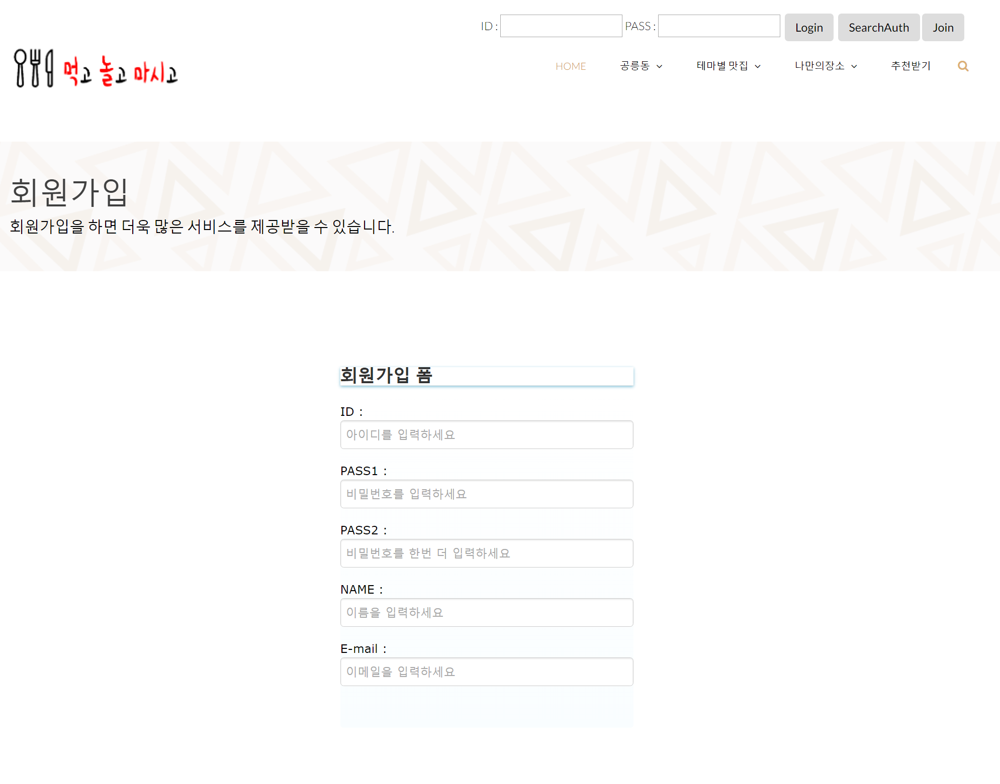 ID : PASS : Login SearchAuth Join
먹고 놀고 마시고
HOME 공릉동 테마별 맛집 나만의장소 추천받기
회원가입
회원가입을 하면 더욱 많은 서비스를 제공받을 수 있습니다.
회원가입 폼
ID :
아이디를 입력하세요
PASS1 :
비밀번호를 입력하세요
PASS2 :
비밀번호를 한번 더 입력하세요
NAME :
이름을 입력하세요
E-mail :
이메일을 입력하세요